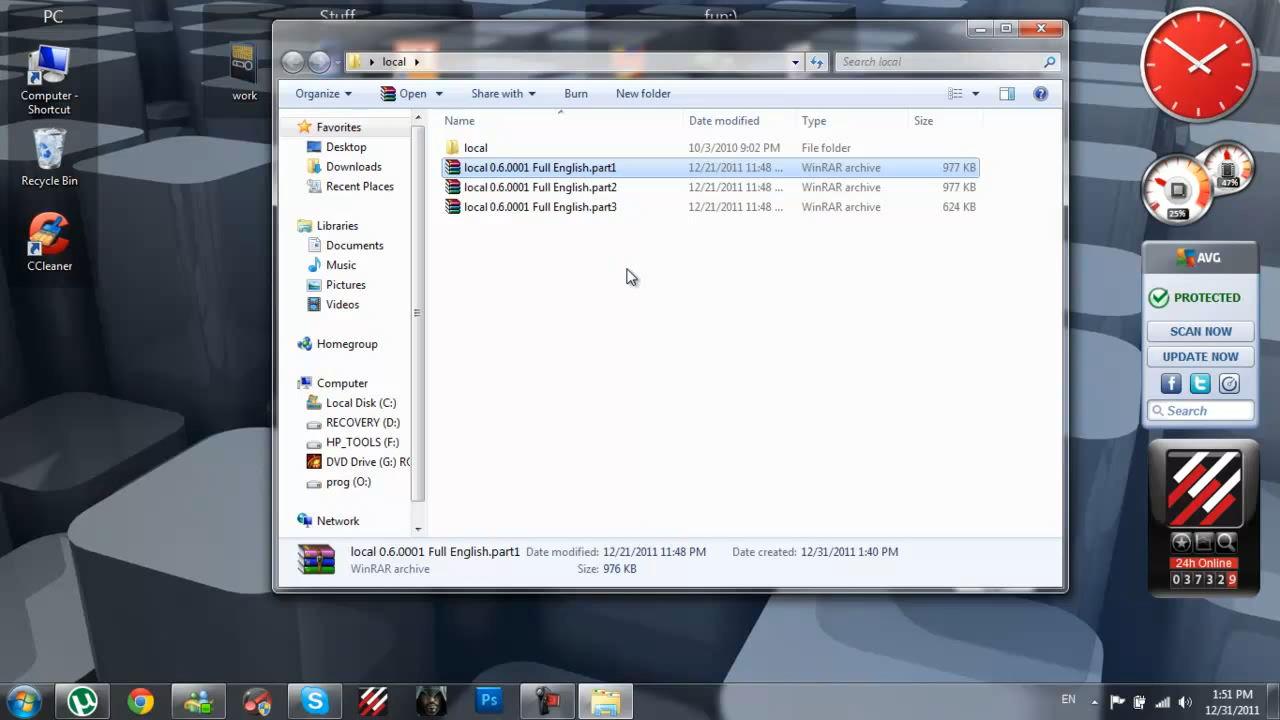 PC
Stuff
fun:)
Computer -
Shortcut
work
Recycle Bin
CCleaner
local
Search local
Organize
Open
Share with
Burn
New folder
Name
Date modified
Type
Size
Favorites
Desktop
Downloads
Recent Places
Libraries
Documents
Music
Pictures
Videos
Homegroup
Computer
Local Disk (C:)
RECOVERY (D:)
HP_TOOLS (F:)
DVD Drive (G:) RO
prog (O:)
Network
local 10/3/2010 9:02 PM File folder
local 0.6.0001 Full English.part1 12/21/2011 11:48 ... WinRAR archive 977 KB
local 0.6.0001 Full English.part2 12/21/2011 11:48 ... WinRAR archive 977 KB
local 0.6.0001 Full English.part3 12/21/2011 11:48 ... WinRAR archive 624 KB
local 0.6.0001 Full English.part1 Date modified: 12/21/2011 11:48 PM Date created: 12/31/2011 1:40 PM
WinRAR archive Size: 976 KB
47%
25%
AVG
PROTECTED
SCAN NOW
UPDATE NOW
Search
24h Online
037329
Ps
EN
1:51 PM
12/31/2011